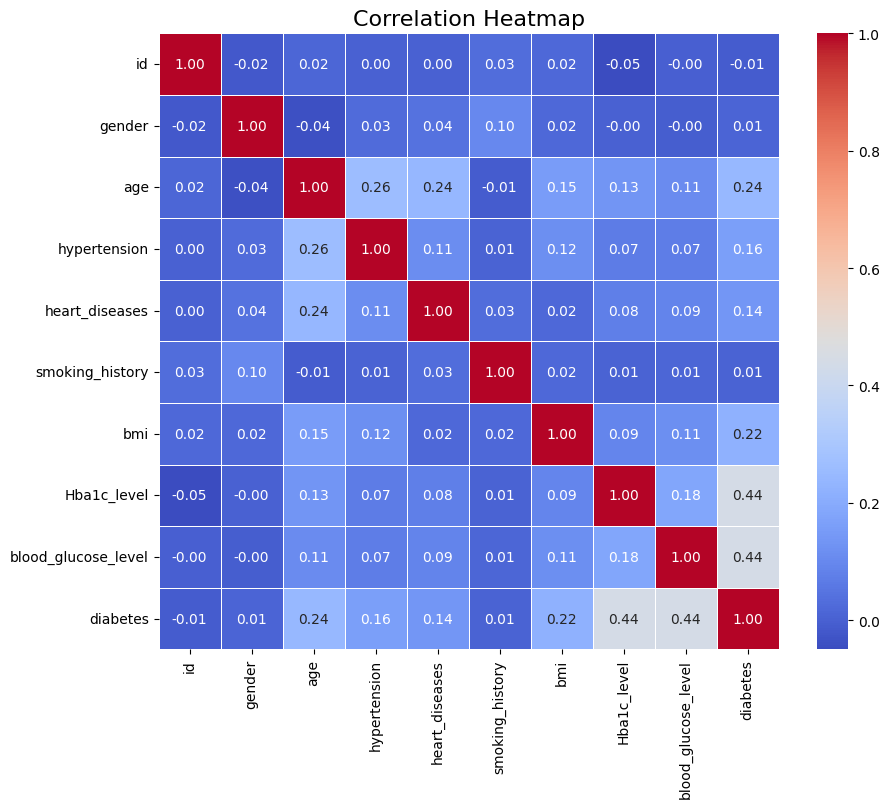 Correlation Heatmap
id 1.00 -0.02 0.02 0.00 0.00 0.03 0.02 -0.05 -0.00 -0.01
gender -0.02 1.00 -0.04 0.03 0.04 0.10 0.02 -0.00 -0.00 0.01
age 0.02 -0.04 1.00 0.26 0.24 -0.01 0.15 0.13 0.11 0.24
hypertension 0.00 0.03 0.26 1.00 0.11 0.01 0.12 0.07 0.07 0.16
heart_diseases 0.00 0.04 0.24 0.11 1.00 0.03 0.02 0.08 0.09 0.14
smoking_history 0.03 0.10 -0.01 0.01 0.03 1.00 0.02 0.01 0.01 0.01
bmi 0.02 0.02 0.15 0.12 0.02 0.02 1.00 0.09 0.11 0.22
Hba1c_level -0.05 -0.00 0.13 0.07 0.08 0.01 0.09 1.00 0.18 0.44
blood_glucose_level -0.00 -0.00 0.11 0.07 0.09 0.01 0.11 0.18 1.00 0.44
diabetes -0.01 0.01 0.24 0.16 0.14 0.01 0.22 0.44 0.44 1.00
id
gender
age
hypertension
heart_diseases
smoking_history
bmi
Hba1c_level
blood_glucose_level
diabetes
1.0
0.8
0.6
0.4
0.2
0.0